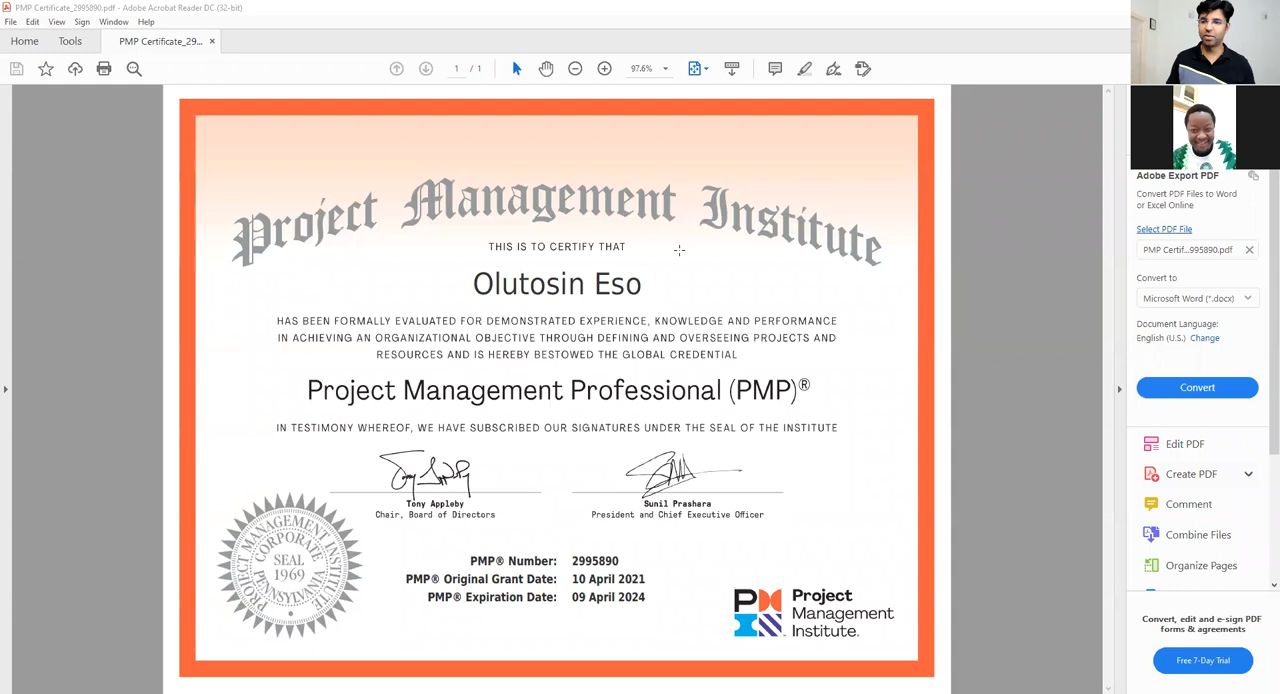 PMP Certificate_2995890.pdf - Adobe Acrobat Reader DC (32-bit)
File Edit View Sign Window Help
Home Tools PMP Certificate_29... ×
1 / 1 97.6%
Project Management Institute
THIS IS TO CERTIFY THAT
Olutosin Eso
HAS BEEN FORMALLY EVALUATED FOR DEMONSTRATED EXPERIENCE, KNOWLEDGE AND PERFORMANCE
IN ACHIEVING AN ORGANIZATIONAL OBJECTIVE THROUGH DEFINING AND OVERSEEING PROJECTS AND
RESOURCES AND IS HEREBY BESTOWED THE GLOBAL CREDENTIAL
Project Management Professional (PMP)®
IN TESTIMONY WHEREOF, WE HAVE SUBSCRIBED OUR SIGNATURES UNDER THE SEAL OF THE INSTITUTE
Tony Appleby
Chair, Board of Directors
Sunil Prashara
President and Chief Executive Officer
PROJECT MANAGEMENT INSTITUTE
CORPORATE
SEAL
1969
PENNSYLVANIA
PMP® Number: 2995890
PMP® Original Grant Date: 10 April 2021
PMP® Expiration Date: 09 April 2024
Project
Management
Institute.
Adobe Export PDF
Convert PDF Files to Word
or Excel Online
Select PDF File
PMP Certif...995890.pdf
Convert to
Microsoft Word (*.docx)
Document Language:
English (U.S.) Change
Convert
Edit PDF
Create PDF
Comment
Combine Files
Organize Pages
Convert, edit and e-sign PDF
forms & agreements
Free 7-Day Trial